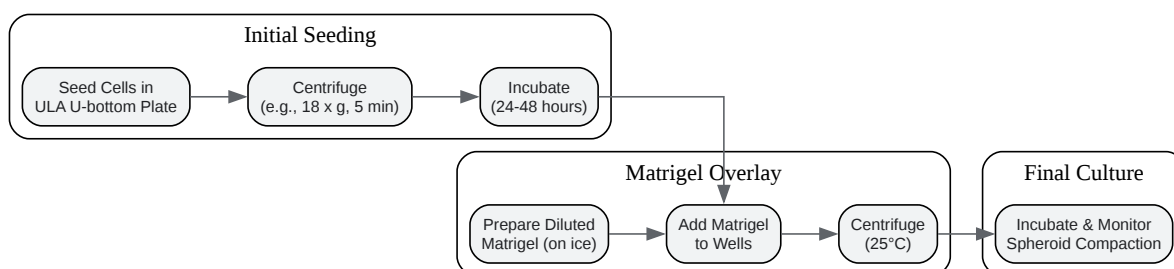 Initial Seeding
Seed Cells in
ULA U-bottom Plate
Centrifuge
(e.g., 18 x g, 5 min)
Incubate
(24-48 hours)
Matrigel Overlay
Prepare Diluted
Matrigel (on ice)
Add Matrigel
to Wells
Centrifuge
(25°C)
Final Culture
Incubate & Monitor
Spheroid Compaction